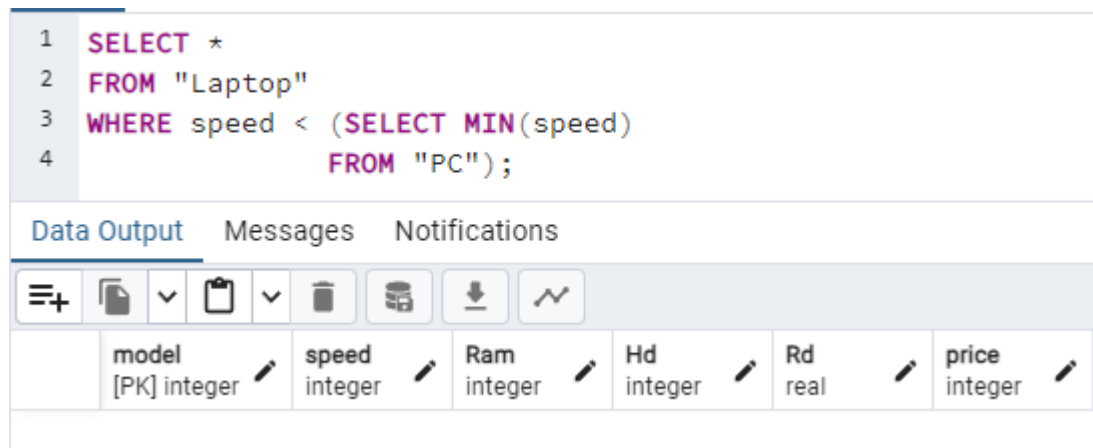 1 SELECT *
2 FROM "Laptop"
3 WHERE speed < (SELECT MIN(speed)
4 FROM "PC");
Data Output Messages Notifications
model speed Ram Hd Rd price
[PK] integer integer integer integer real integer